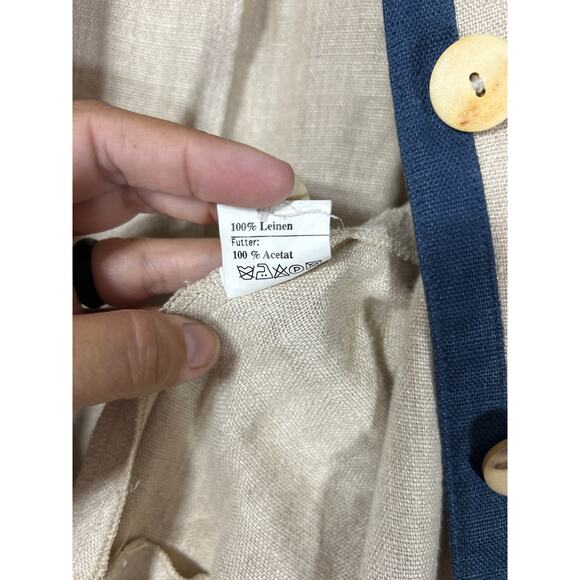 100% Leinen
Futter:
100 % Acetat